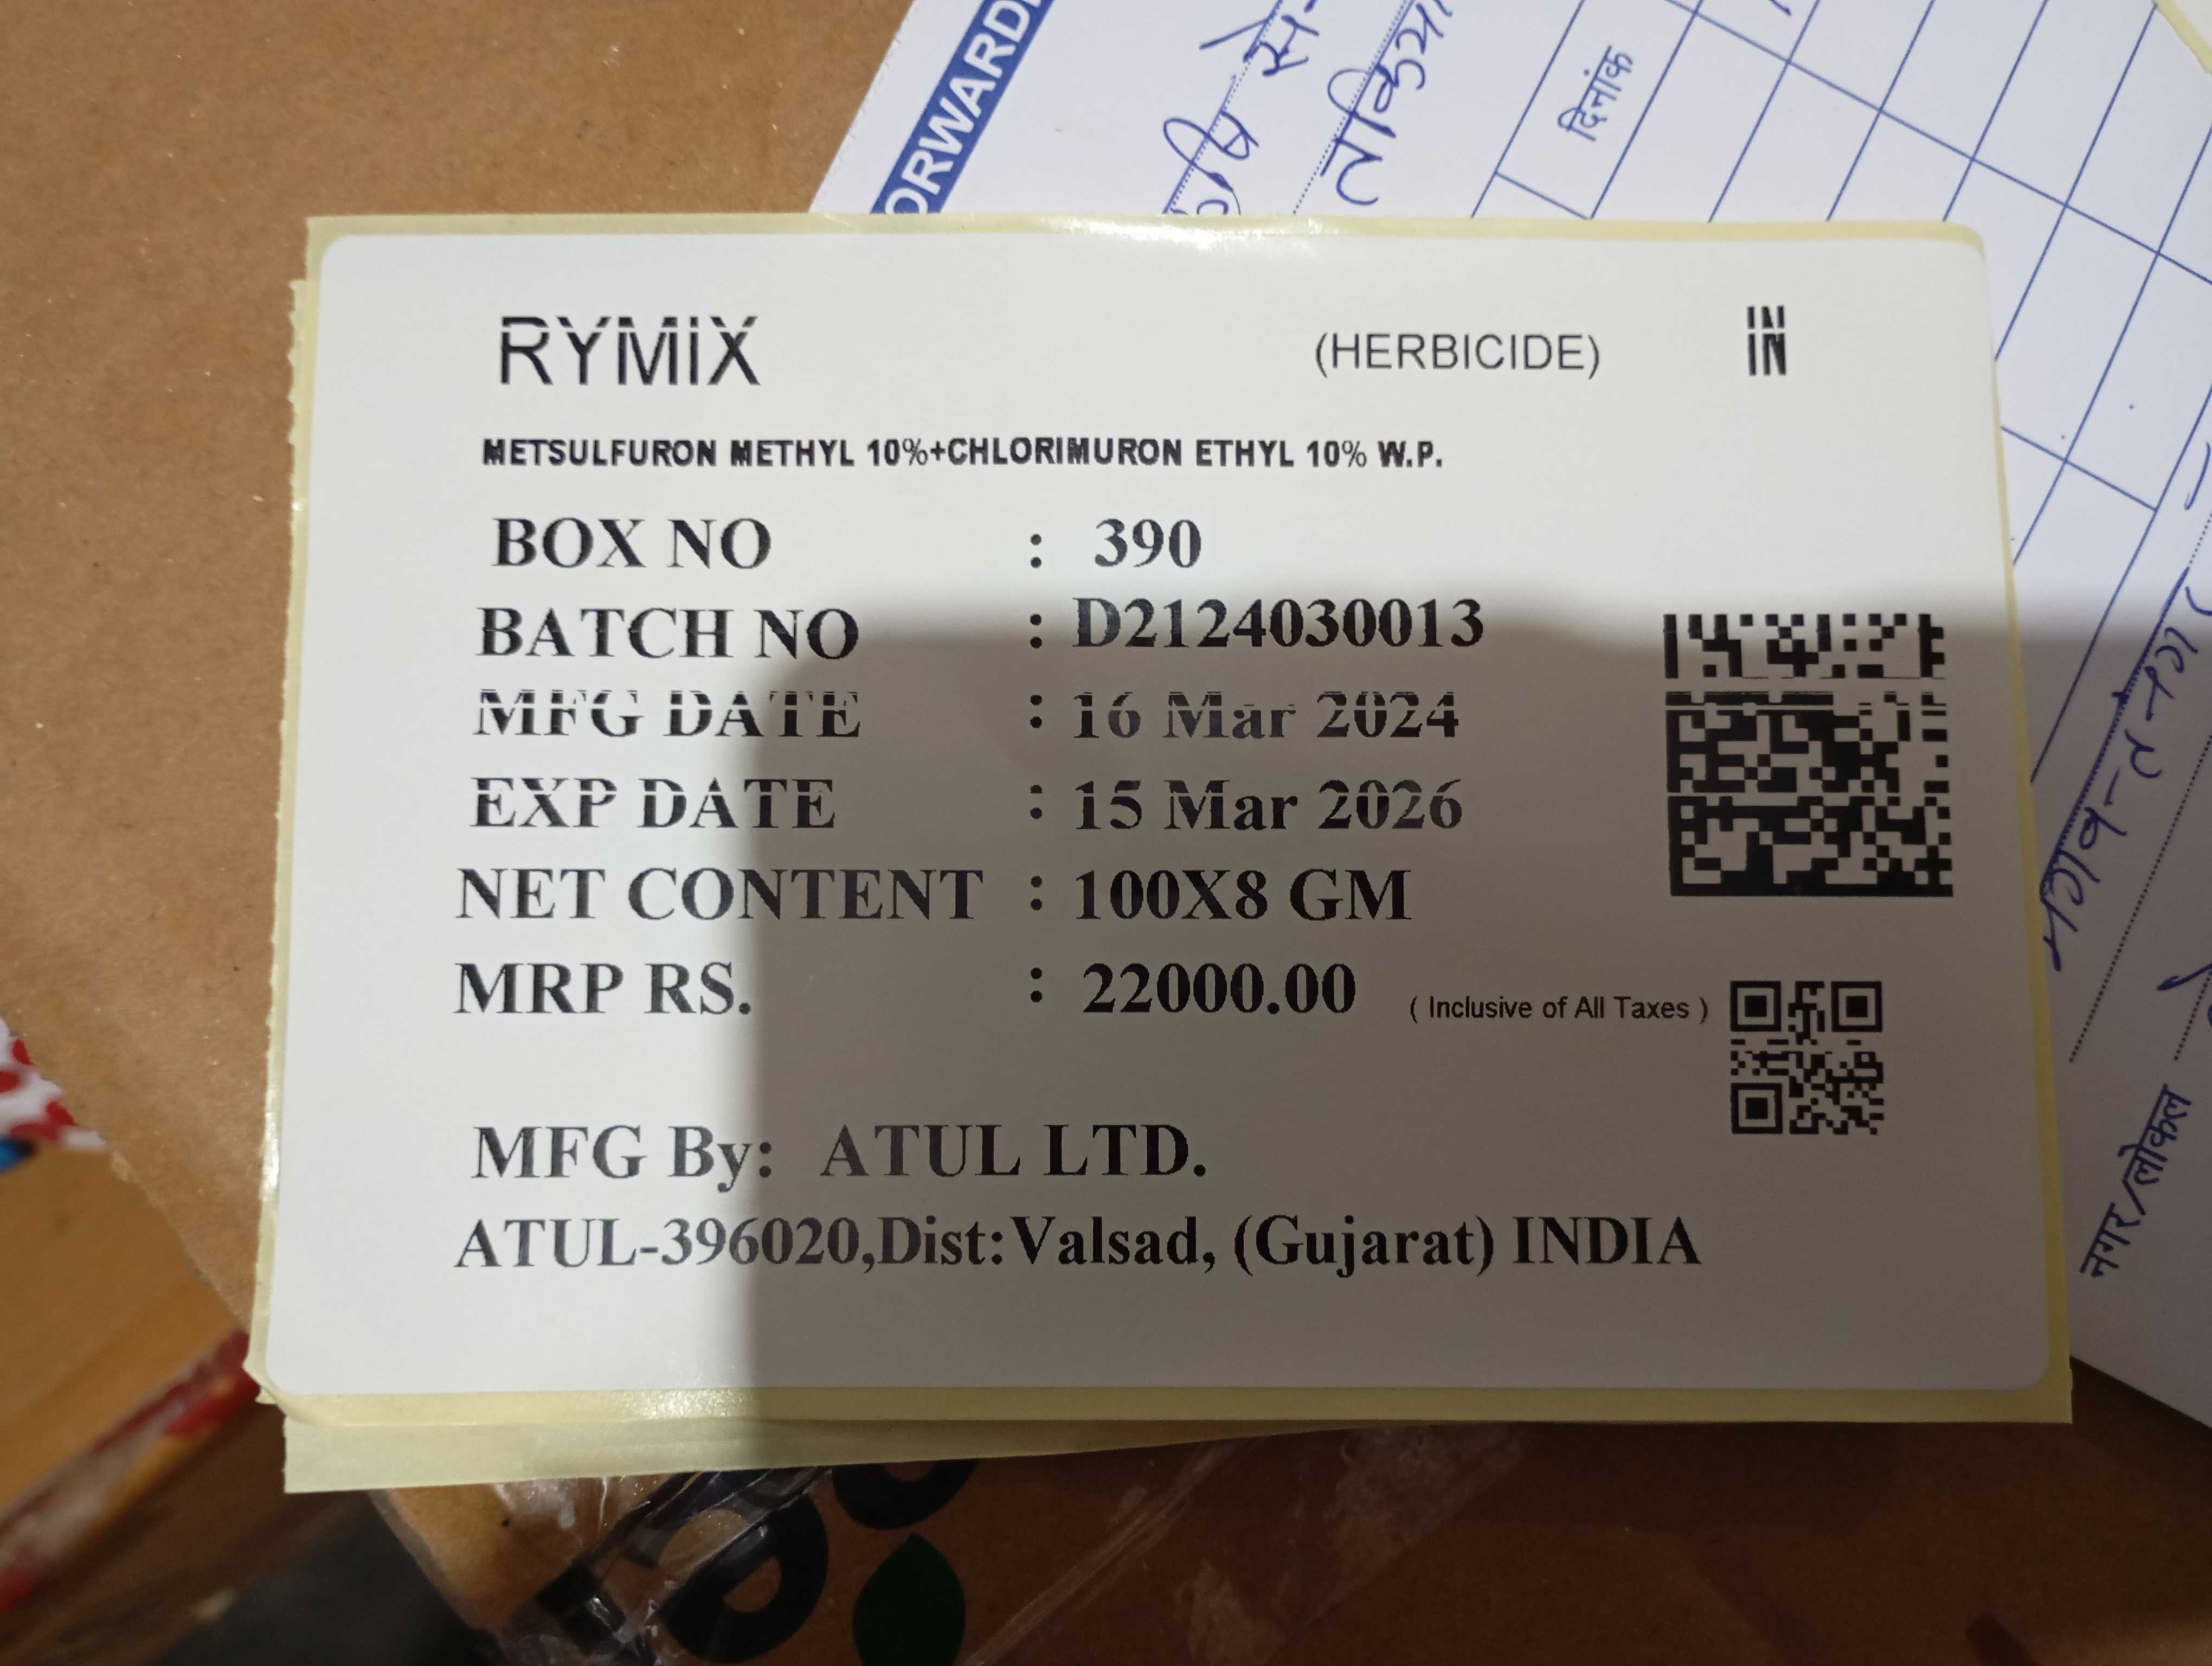 ORWARD
दिनांक
RYMiX (HERBICIDE) IN
METSULFURON METHYL 10%+CHLORIMURON ETHYL 10% W.P.
BOX NO : 390
BATCH NO : D2124030013
MFG DATE : 16 Mar 2024
EXP DATE : 15 Mar 2026
NET CONTENT : 100X8 GM
MRP RS. : 22000.00 ( Inclusive of All Taxes )
MFG By: ATUL LTD.
ATUL-396020,Dist:Valsad, (Gujarat) INDIA
नगर/लोकल